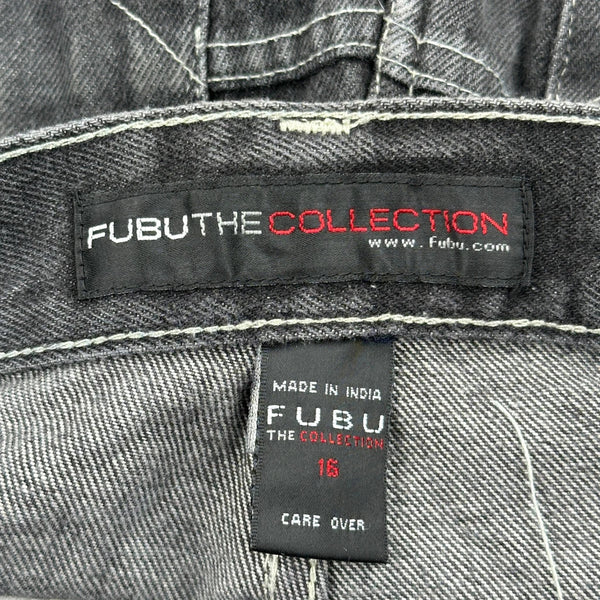 FUBUTHECOLLECTION
www.fubu.com
MADE IN INDIA
FUBU
THE COLLECTION
16
CARE OVER